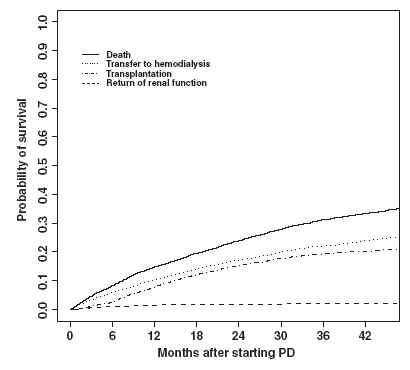 1.0
0.9
0.8
0.7
0.6
0.5
0.4
0.3
0.2
0.1
0.0
Probability of survival
Death
Transfer to hemodialysis
Transplantation
Return of renal function
0 6 12 18 24 30 36 42
Months after starting PD